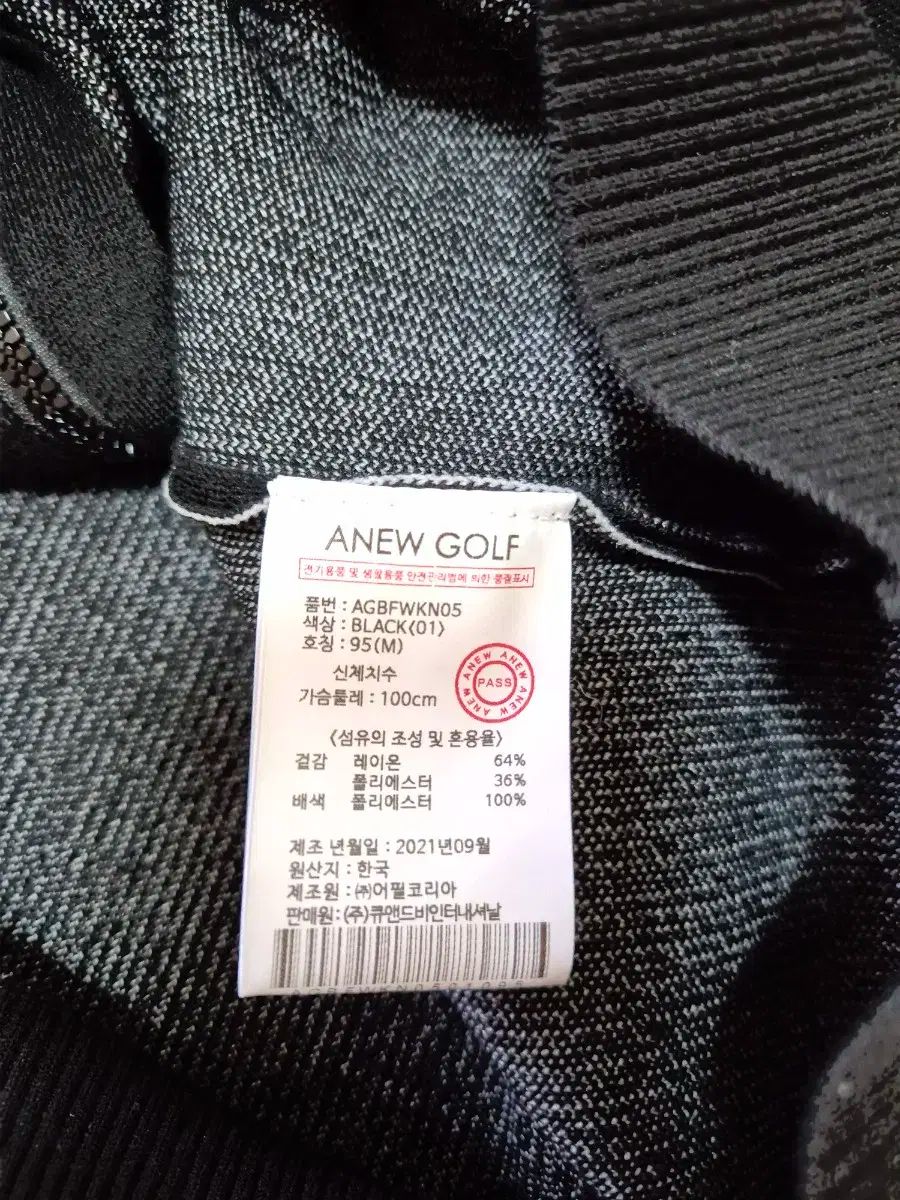 ANEW GOLF
전기용품 및 생활용품 안전관리법에 의한 품질표시
품번 : AGBFWKN05
색상 : BLACK(01)
호칭 : 95(M)
신체치수
가슴둘레 : 100cm
ANEW ANEW ANEW ANEW
PASS
<섬유의 조성 및 혼용율>
겉감 레이온 64%
폴리에스터 36%
배색 폴리에스터 100%
제조 년월일 : 2021년09월
원산지 : 한국
제조원 : ㈜어필코리아
판매원 : (주)큐앤드비인터내셔날